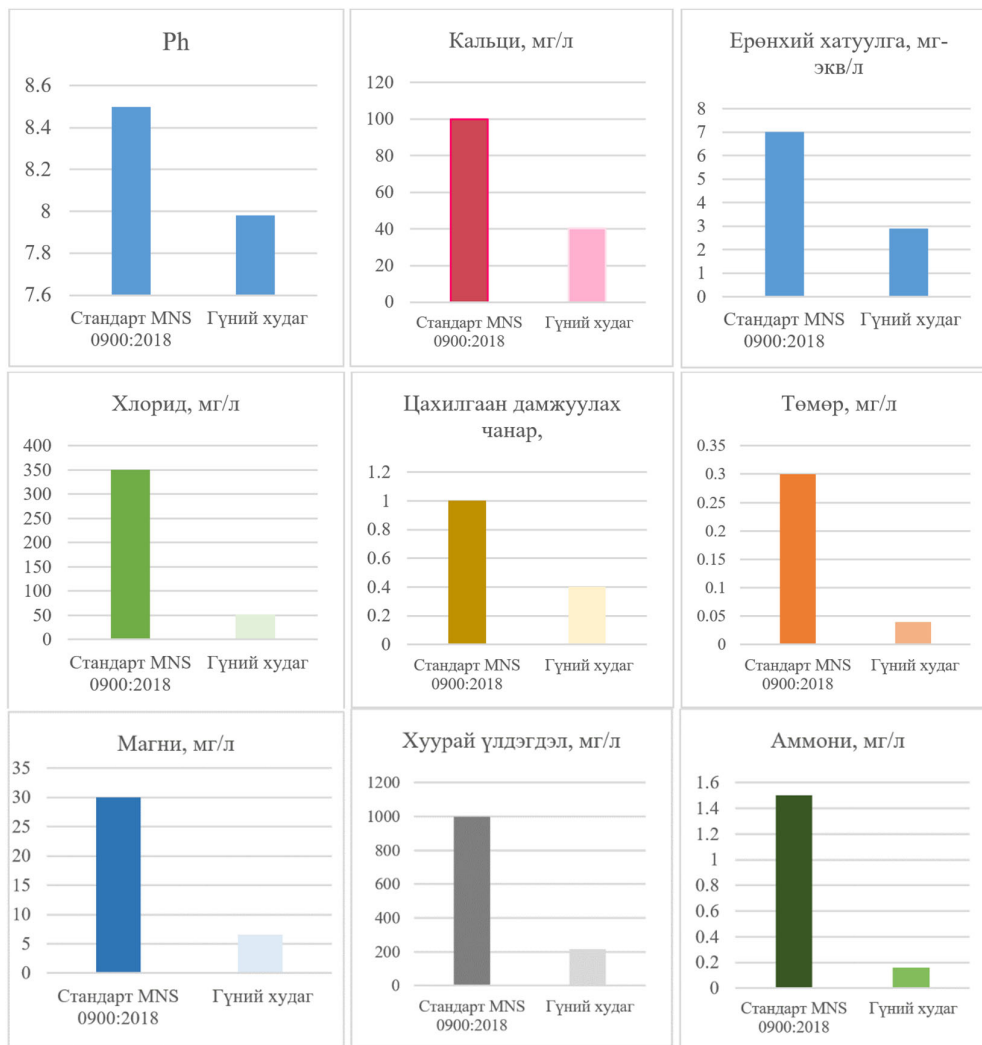 Ph
8.6
8.4
8.2
8
7.8
7.6
Стандарт MNS
0900:2018
Гүний худаг
Кальци, мг/л
120
100
80
60
40
20
0
Стандарт MNS
0900:2018
Гүний худаг
Ерөнхий хатуулга, мг-
экв/л
8
7
6
5
4
3
2
1
0
Стандарт MNS
0900:2018
Гүний худаг
Хлорид, мг/л
400
350
300
250
200
150
100
50
0
Стандарт MNS
0900:2018
Гүний худаг
Цахилгаан дамжуулах
чанар,
1.2
1
0.8
0.6
0.4
0.2
0
Стандарт MNS
0900:2018
Гүний худаг
Төмөр, мг/л
0.35
0.3
0.25
0.2
0.15
0.1
0.05
0
Стандарт MNS
0900:2018
Гүний худаг
Магни, мг/л
35
30
25
20
15
10
5
0
Стандарт MNS
0900:2018
Гүний худаг
Хуурай үлдэгдэл, мг/л
1200
1000
800
600
400
200
0
Стандарт MNS
0900:2018
Гүний худаг
Аммони, мг/л
1.6
1.4
1.2
1
0.8
0.6
0.4
0.2
0
Стандарт MNS
0900:2018
Гүний худаг